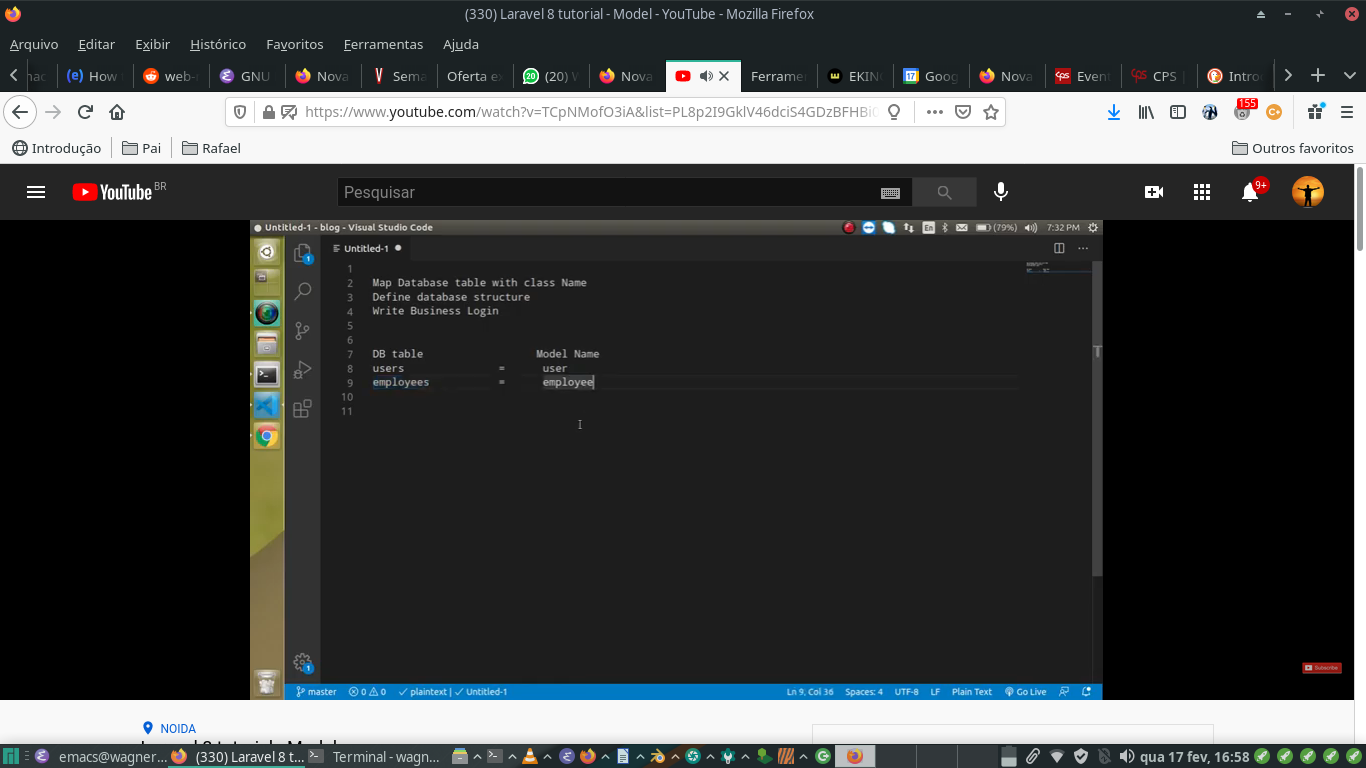 (330) Laravel 8 tutorial - Model - YouTube - Mozilla Firefox
Arquivo Editar Exibir Histórico Favoritos Ferramentas Ajuda
(e) How web- GNU Nova Sema Oferta e (20) Nova Ferrame EKIN Goog Nova Event CPS Intro
https://www.youtube.com/watch?v=TCpNMofO3iA&list=PL8p2I9GklV46dciS4GDzBFHBi 155
Introdução Pai Rafael Outros favoritos
YouTube BR Pesquisar 9+
Untitled-1 - blog - Visual Studio Code En (79%) 7:32 PM
Untitled-1
1
2 Map Database table with class Name
3 Define database structure
4 Write Business Login
5
6
7 DB table Model Name
8 users = user
9 employees = employee
10
11
Subscribe
master 0 0 plaintext | Untitled-1 Ln 9, Col 36 Spaces: 4 UTF-8 LF Plain Text Go Live
NOIDA
Laravel 8 tutorial - Model
emacs@wagner... (330) Laravel 8 t... Terminal - wagn... qua 17 fev, 16:58